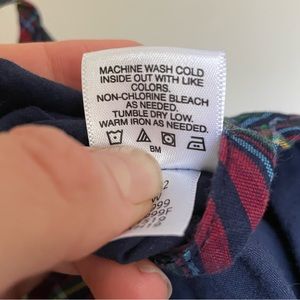 MACHINE WASH COLD
INSIDE OUT WITH LIKE
COLORS.
NON-CHLORINE BLEACH
AS NEEDED.
TUMBLE DRY LOW.
WARM IRON AS NEEDED.
BM